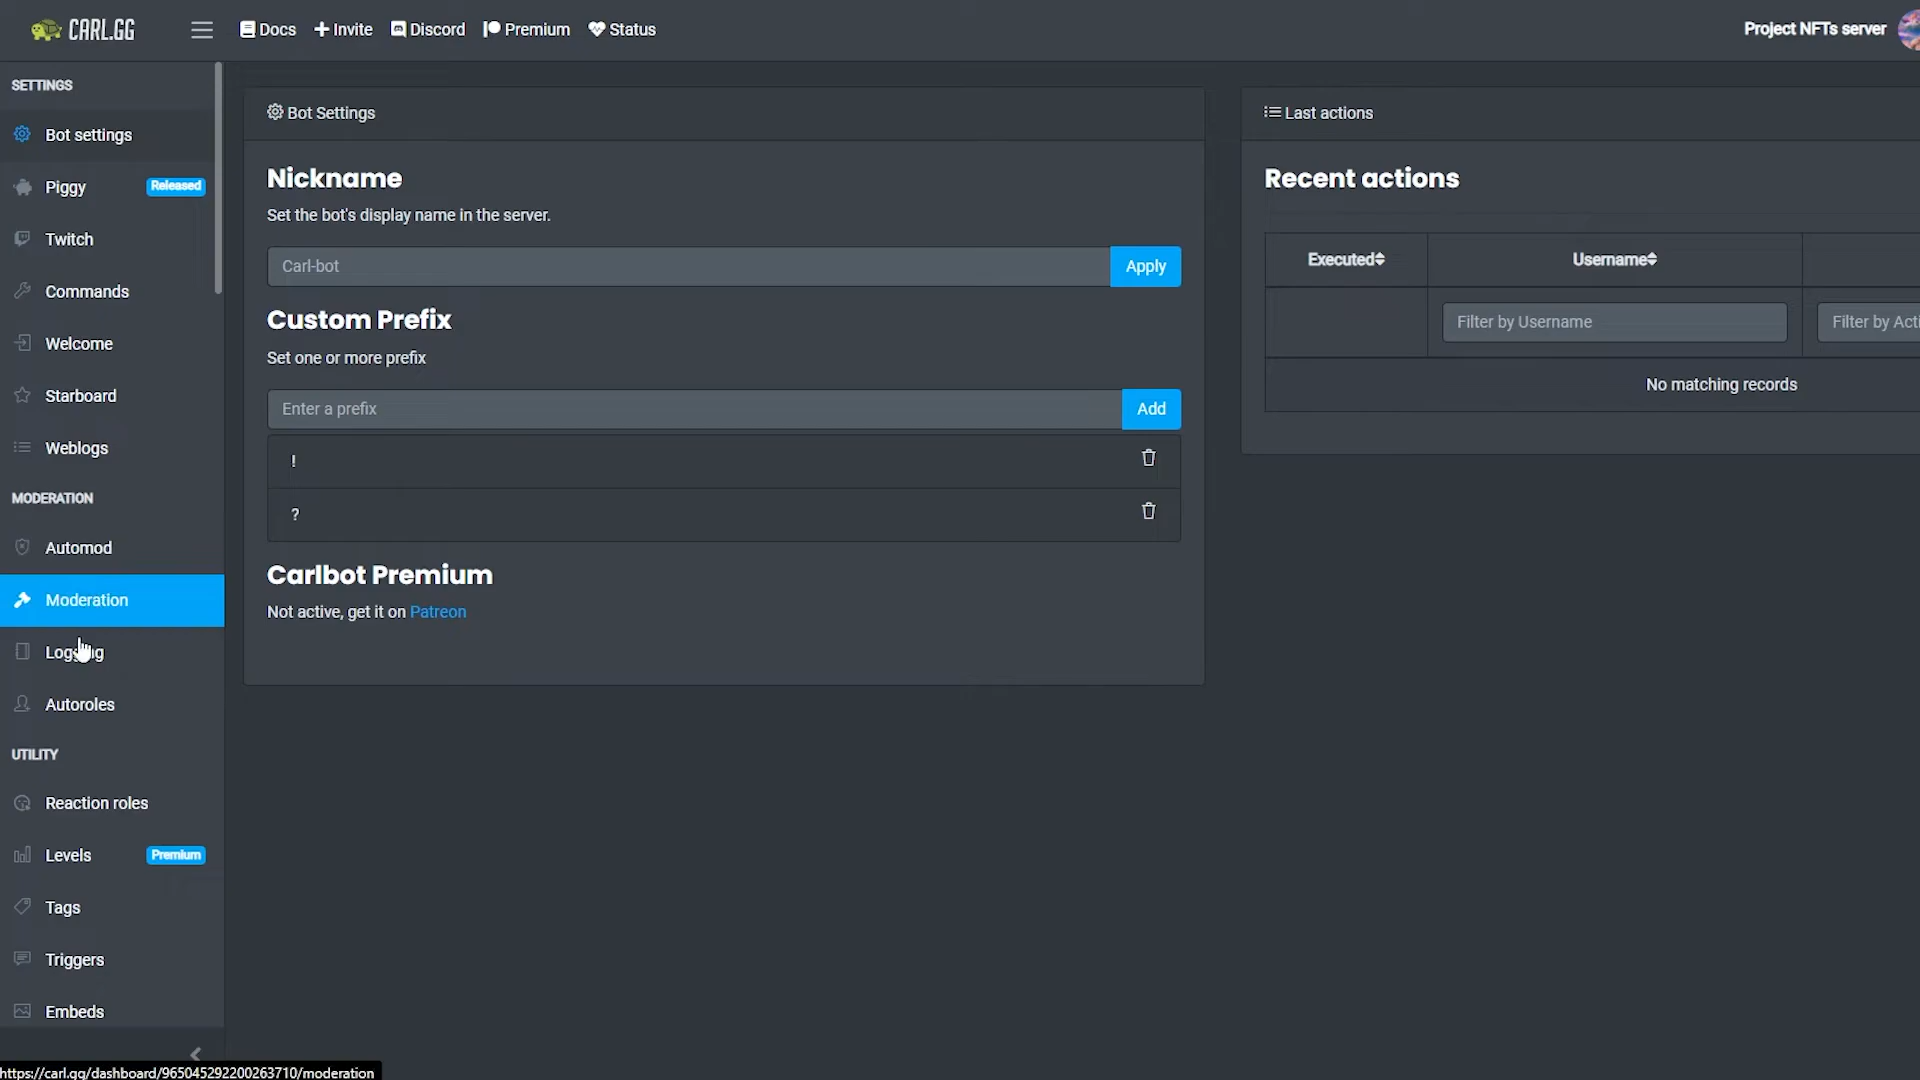 CARL.GG
Docs
Invite
Discord
Premium
Status
Project NFTs server
SETTINGS
Bot settings
Piggy
Released
Twitch
Commands
Welcome
Starboard
Weblogs
MODERATION
Automod
Moderation
Logging
Autoroles
UTILITY
Reaction roles
Levels
Premium
Tags
Triggers
Embeds
Bot Settings
Nickname
Set the bot's display name in the server.
Carl-bot
Apply
Custom Prefix
Set one or more prefix
Enter a prefix
Add
!
?
Carlbot Premium
Not active, get it on Patreon
Last actions
Recent actions
Executed
Username
Filter by Username
Filter by Acti
No matching records
https://carl.gg/dashboard/965045292200263710/moderation